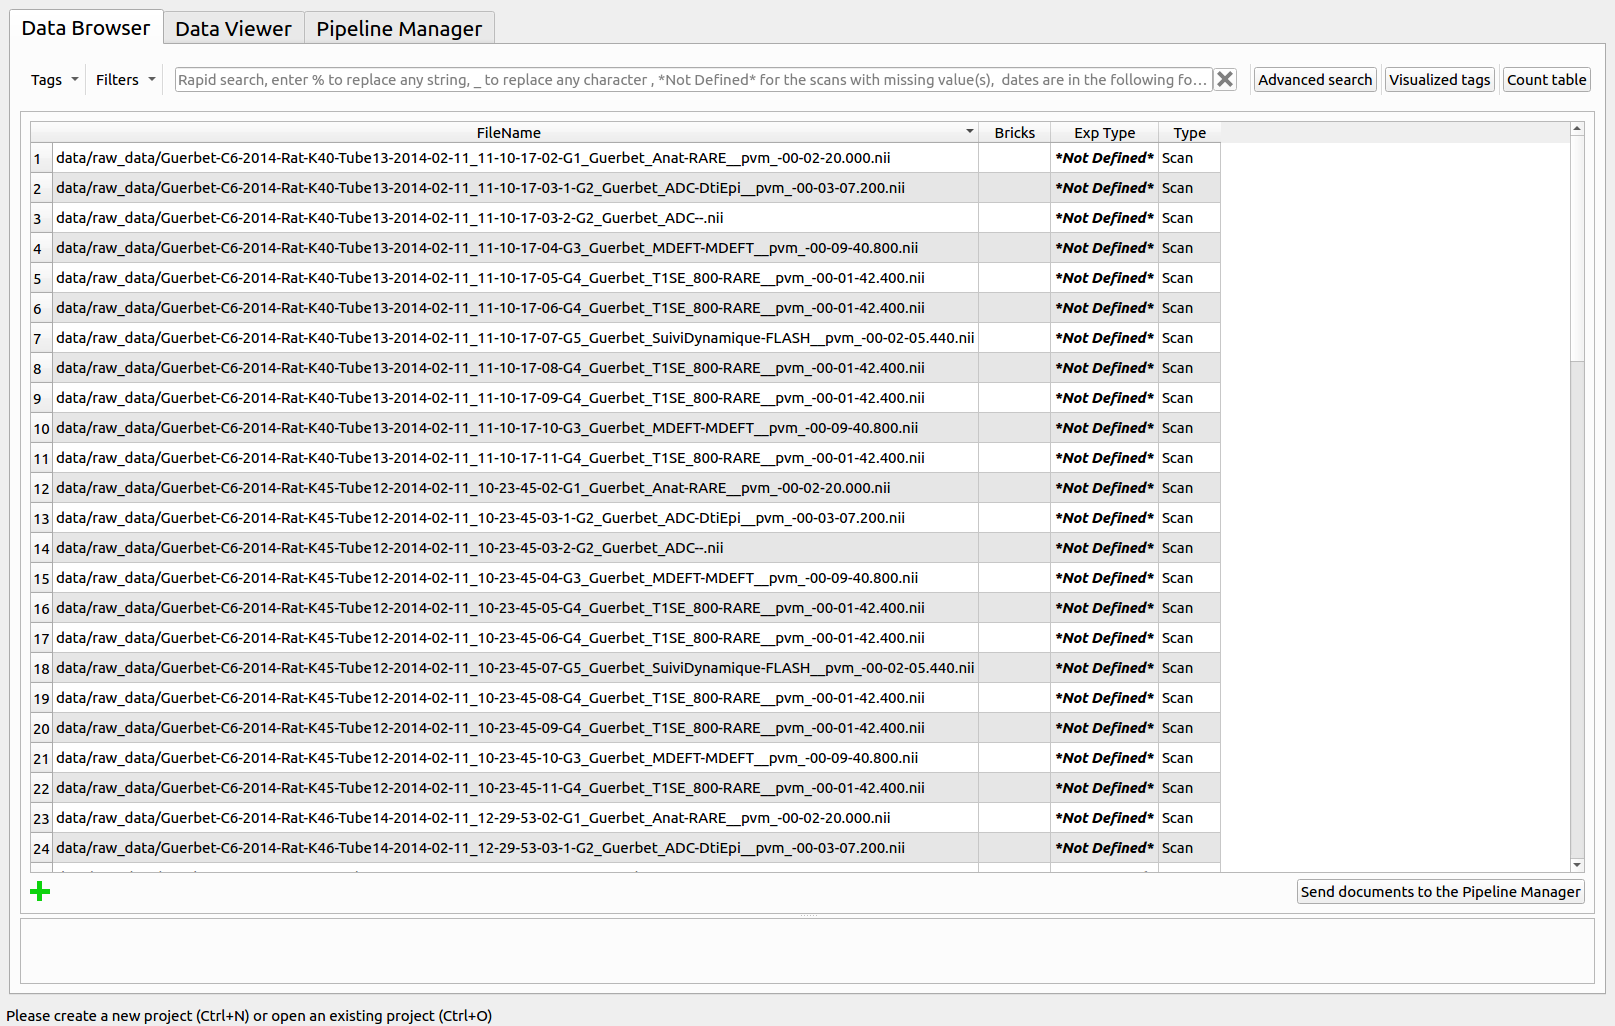 Data Browser Data Viewer Pipeline Manager
Tags Filters Rapid search, enter % to replace any string, _ to replace any character , *Not Defined* for the scans with missing value(s),  dates are in the following fo... Advanced search Visualized tags Count table
FileName Bricks Exp Type Type
1 data/raw_data/Guerbet-C6-2014-Rat-K40-Tube13-2014-02-11_11-10-17-02-G1_Guerbet_Anat-RARE__pvm_-00-02-20.000.nii *Not Defined* Scan
2 data/raw_data/Guerbet-C6-2014-Rat-K40-Tube13-2014-02-11_11-10-17-03-1-G2_Guerbet_ADC-DtiEpi__pvm_-00-03-07.200.nii *Not Defined* Scan
3 data/raw_data/Guerbet-C6-2014-Rat-K40-Tube13-2014-02-11_11-10-17-03-2-G2_Guerbet_ADC--.nii *Not Defined* Scan
4 data/raw_data/Guerbet-C6-2014-Rat-K40-Tube13-2014-02-11_11-10-17-04-G3_Guerbet_MDEFT-MDEFT__pvm_-00-09-40.800.nii *Not Defined* Scan
5 data/raw_data/Guerbet-C6-2014-Rat-K40-Tube13-2014-02-11_11-10-17-05-G4_Guerbet_T1SE_800-RARE__pvm_-00-01-42.400.nii *Not Defined* Scan
6 data/raw_data/Guerbet-C6-2014-Rat-K40-Tube13-2014-02-11_11-10-17-06-G4_Guerbet_T1SE_800-RARE__pvm_-00-01-42.400.nii *Not Defined* Scan
7 data/raw_data/Guerbet-C6-2014-Rat-K40-Tube13-2014-02-11_11-10-17-07-G5_Guerbet_SuiviDynamique-FLASH__pvm_-00-02-05.440.nii *Not Defined* Scan
8 data/raw_data/Guerbet-C6-2014-Rat-K40-Tube13-2014-02-11_11-10-17-08-G4_Guerbet_T1SE_800-RARE__pvm_-00-01-42.400.nii *Not Defined* Scan
9 data/raw_data/Guerbet-C6-2014-Rat-K40-Tube13-2014-02-11_11-10-17-09-G4_Guerbet_T1SE_800-RARE__pvm_-00-01-42.400.nii *Not Defined* Scan
10 data/raw_data/Guerbet-C6-2014-Rat-K40-Tube13-2014-02-11_11-10-17-10-G3_Guerbet_MDEFT-MDEFT__pvm_-00-09-40.800.nii *Not Defined* Scan
11 data/raw_data/Guerbet-C6-2014-Rat-K40-Tube13-2014-02-11_11-10-17-11-G4_Guerbet_T1SE_800-RARE__pvm_-00-01-42.400.nii *Not Defined* Scan
12 data/raw_data/Guerbet-C6-2014-Rat-K45-Tube12-2014-02-11_10-23-45-02-G1_Guerbet_Anat-RARE__pvm_-00-02-20.000.nii *Not Defined* Scan
13 data/raw_data/Guerbet-C6-2014-Rat-K45-Tube12-2014-02-11_10-23-45-03-1-G2_Guerbet_ADC-DtiEpi__pvm_-00-03-07.200.nii *Not Defined* Scan
14 data/raw_data/Guerbet-C6-2014-Rat-K45-Tube12-2014-02-11_10-23-45-03-2-G2_Guerbet_ADC--.nii *Not Defined* Scan
15 data/raw_data/Guerbet-C6-2014-Rat-K45-Tube12-2014-02-11_10-23-45-04-G3_Guerbet_MDEFT-MDEFT__pvm_-00-09-40.800.nii *Not Defined* Scan
16 data/raw_data/Guerbet-C6-2014-Rat-K45-Tube12-2014-02-11_10-23-45-05-G4_Guerbet_T1SE_800-RARE__pvm_-00-01-42.400.nii *Not Defined* Scan
17 data/raw_data/Guerbet-C6-2014-Rat-K45-Tube12-2014-02-11_10-23-45-06-G4_Guerbet_T1SE_800-RARE__pvm_-00-01-42.400.nii *Not Defined* Scan
18 data/raw_data/Guerbet-C6-2014-Rat-K45-Tube12-2014-02-11_10-23-45-07-G5_Guerbet_SuiviDynamique-FLASH__pvm_-00-02-05.440.nii *Not Defined* Scan
19 data/raw_data/Guerbet-C6-2014-Rat-K45-Tube12-2014-02-11_10-23-45-08-G4_Guerbet_T1SE_800-RARE__pvm_-00-01-42.400.nii *Not Defined* Scan
20 data/raw_data/Guerbet-C6-2014-Rat-K45-Tube12-2014-02-11_10-23-45-09-G4_Guerbet_T1SE_800-RARE__pvm_-00-01-42.400.nii *Not Defined* Scan
21 data/raw_data/Guerbet-C6-2014-Rat-K45-Tube12-2014-02-11_10-23-45-10-G3_Guerbet_MDEFT-MDEFT__pvm_-00-09-40.800.nii *Not Defined* Scan
22 data/raw_data/Guerbet-C6-2014-Rat-K45-Tube12-2014-02-11_10-23-45-11-G4_Guerbet_T1SE_800-RARE__pvm_-00-01-42.400.nii *Not Defined* Scan
23 data/raw_data/Guerbet-C6-2014-Rat-K46-Tube14-2014-02-11_12-29-53-02-G1_Guerbet_Anat-RARE__pvm_-00-02-20.000.nii *Not Defined* Scan
24 data/raw_data/Guerbet-C6-2014-Rat-K46-Tube14-2014-02-11_12-29-53-03-1-G2_Guerbet_ADC-DtiEpi__pvm_-00-03-07.200.nii *Not Defined* Scan
Send documents to the Pipeline Manager
Please create a new project (Ctrl+N) or open an existing project (Ctrl+O)